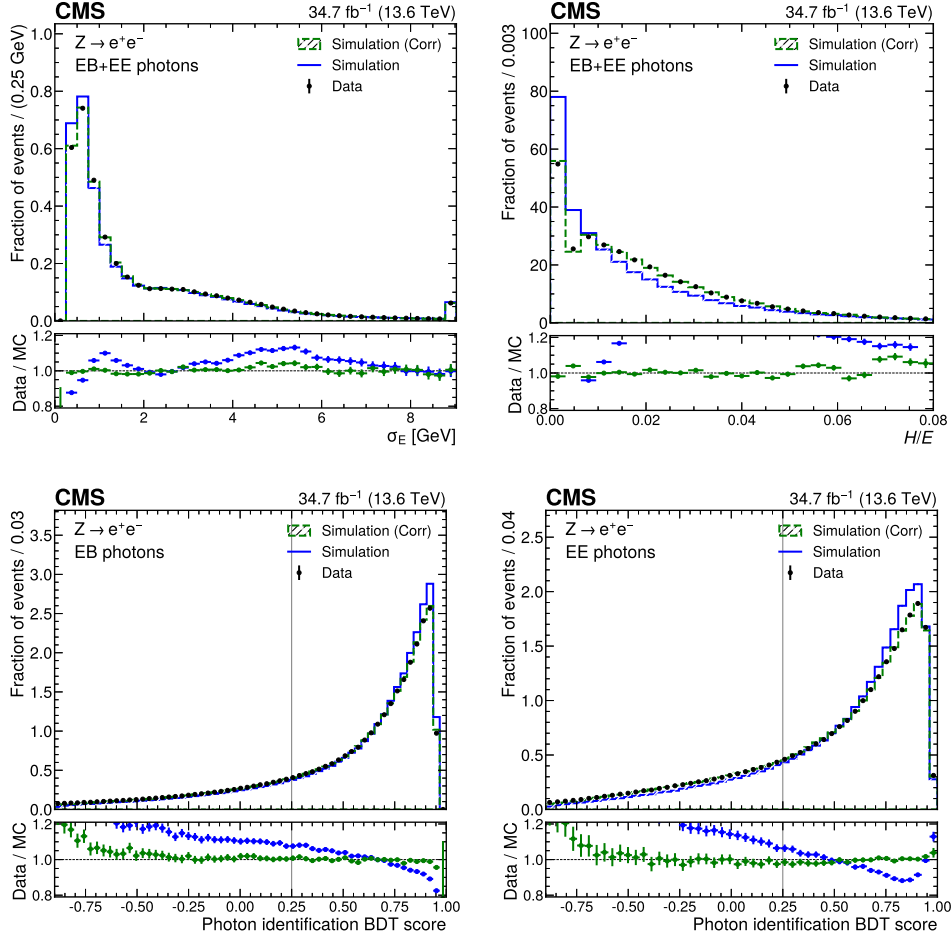 CMS 34.7 fb⁻¹ (13.6 TeV)
Fraction of events / (0.25 GeV)
1.0
0.8
0.6
0.4
0.2
0.0
Z → e⁺e⁻
EB+EE photons
Simulation (Corr)
Simulation
Data
Data / MC
1.2
1.0
0.8
0 2 4 6 8
σE [GeV]
CMS 34.7 fb⁻¹ (13.6 TeV)
Fraction of events / 0.003
100
80
60
40
20
0
Z → e⁺e⁻
EB+EE photons
Simulation (Corr)
Simulation
Data
Data / MC
1.2
1.0
0.8
0.00 0.02 0.04 0.06 0.08
H/E
CMS 34.7 fb⁻¹ (13.6 TeV)
Fraction of events / 0.03
3.5
3.0
2.5
2.0
1.5
1.0
0.5
0.0
Z → e⁺e⁻
EB photons
Simulation (Corr)
Simulation
Data
Data / MC
1.2
1.0
0.8
-0.75 -0.50 -0.25 0.00 0.25 0.50 0.75 1.00
Photon identification BDT score
CMS 34.7 fb⁻¹ (13.6 TeV)
Fraction of events / 0.04
2.5
2.0
1.5
1.0
0.5
0.0
Z → e⁺e⁻
EE photons
Simulation (Corr)
Simulation
Data
Data / MC
1.2
1.0
0.8
-0.75 -0.50 -0.25 0.00 0.25 0.50 0.75 1.00
Photon identification BDT score